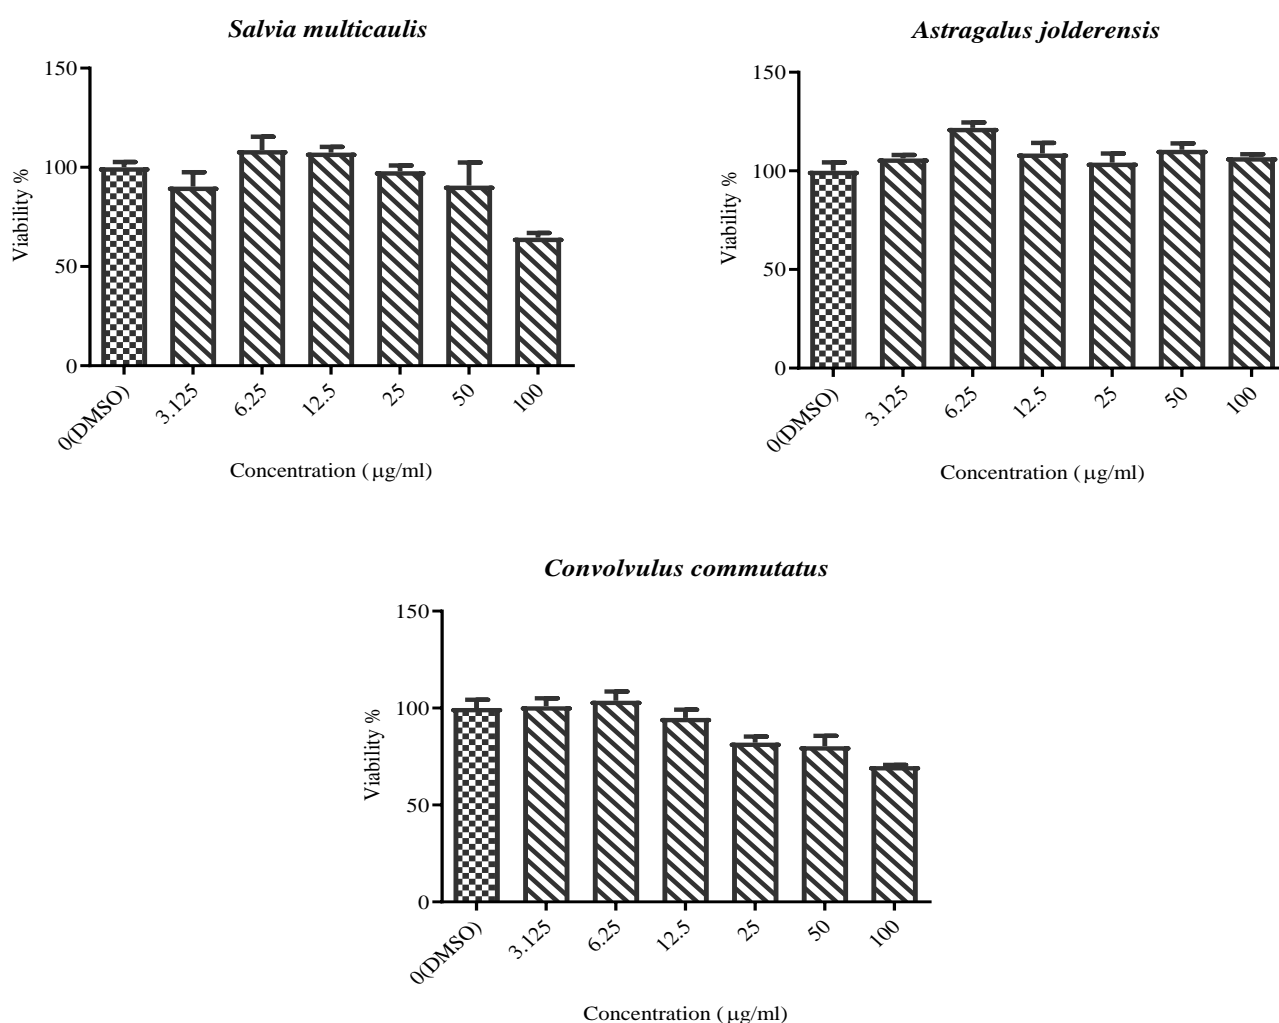 Salvia multicaulis
150
100
50
0
Viability %
0(DMSO)
3.125
6.25
12.5
25
50
100
Concentration (µg/ml)
Astragalus jolderensis
150
100
50
0
Viability %
0(DMSO)
3.125
6.25
12.5
25
50
100
Concentration (µg/ml)
Convolvulus commutatus
150
100
50
0
Viability %
0(DMSO)
3.125
6.25
12.5
25
50
100
Concentration (µg/ml)